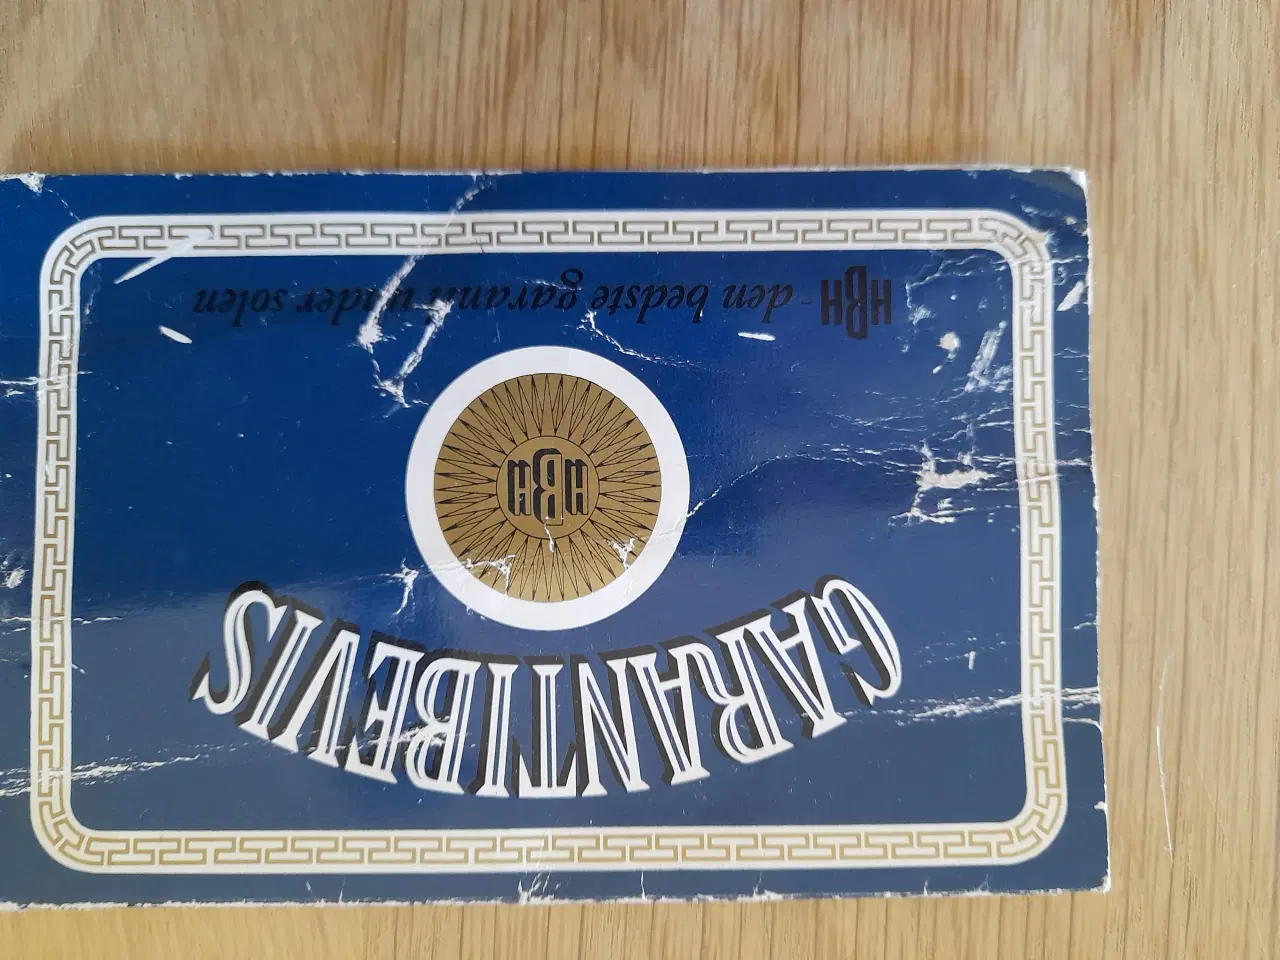 GARANTIBEVIS
HBH
HBH - den bedste garanti under solen